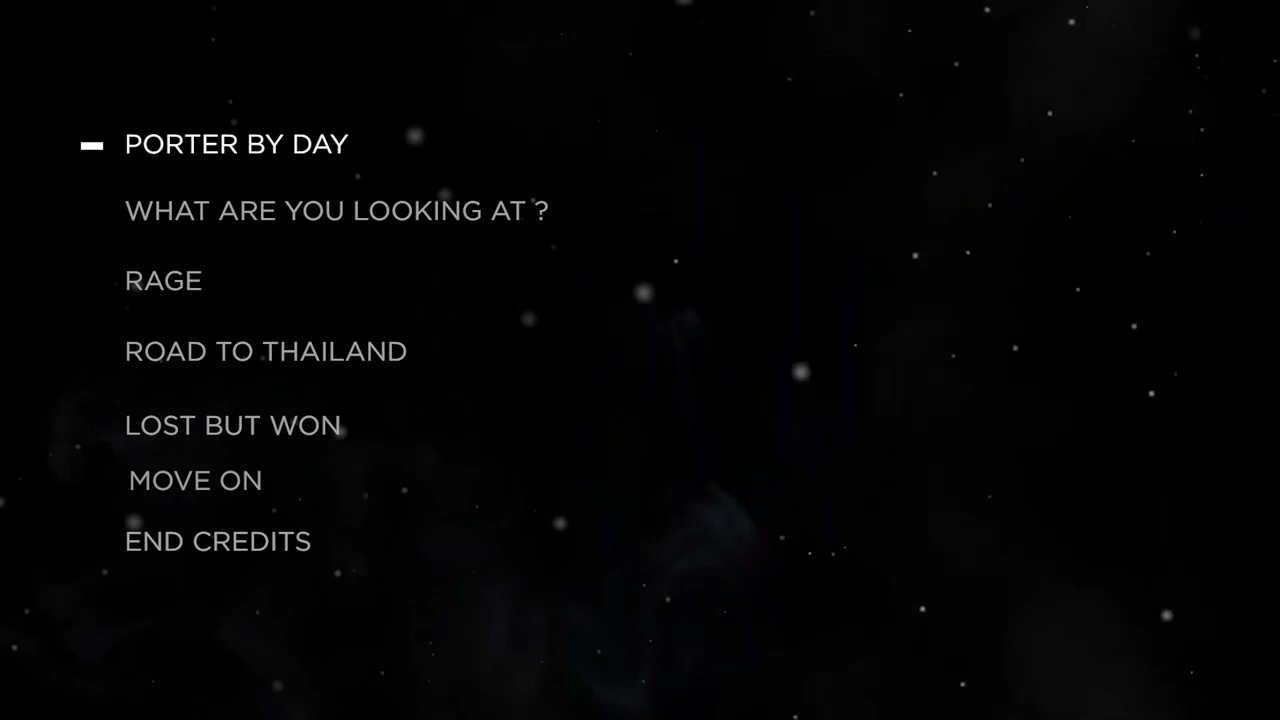 PORTER BY DAY
WHAT ARE YOU LOOKING AT ?
RAGE
ROAD TO THAILAND
LOST BUT WON
MOVE ON
END CREDITS